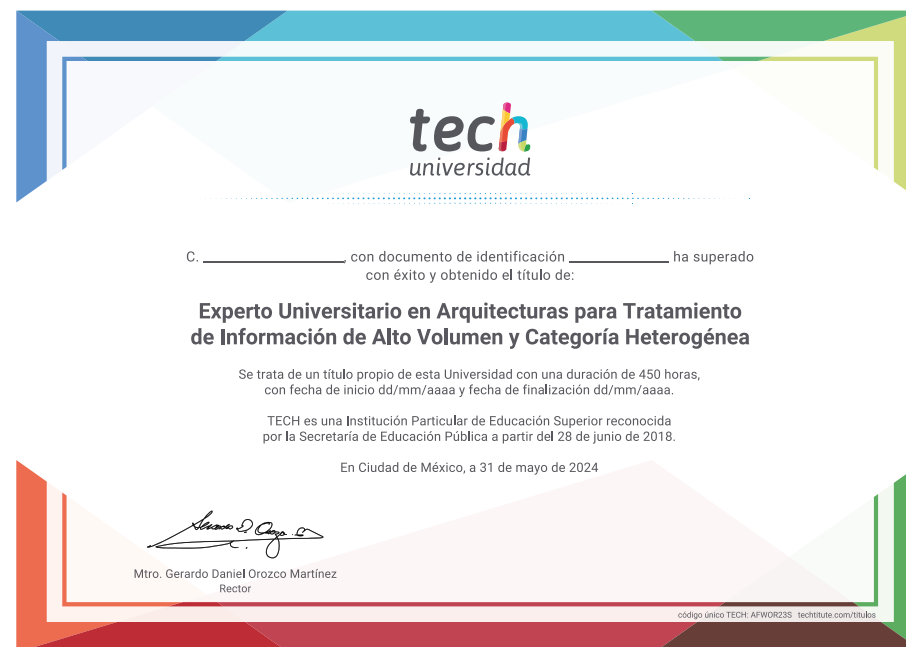 tech
universidad
C. ___________________, con documento de identificación ______________ ha superado
con éxito y obtenido el título de:
Experto Universitario en Arquitecturas para Tratamiento
de Información de Alto Volumen y Categoría Heterogénea
Se trata de un título propio de esta Universidad con una duración de 450 horas,
con fecha de inicio dd/mm/aaaa y fecha de finalización dd/mm/aaaa.
TECH es una Institución Particular de Educación Superior reconocida
por la Secretaría de Educación Pública a partir del 28 de junio de 2018.
En Ciudad de México, a 31 de mayo de 2024
Mtro. Gerardo Daniel Orozco Martínez
Rector
código único TECH: AFWOR23S techtitute.com/titulos